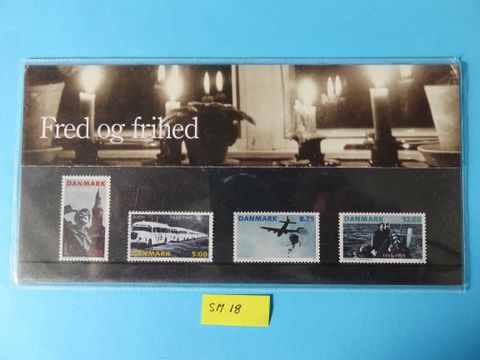 Fred og frihed
DANMARK
DANMARK
5.00
DANMARK 8.75
DANMARK 12.00
1945-1995
SM 18